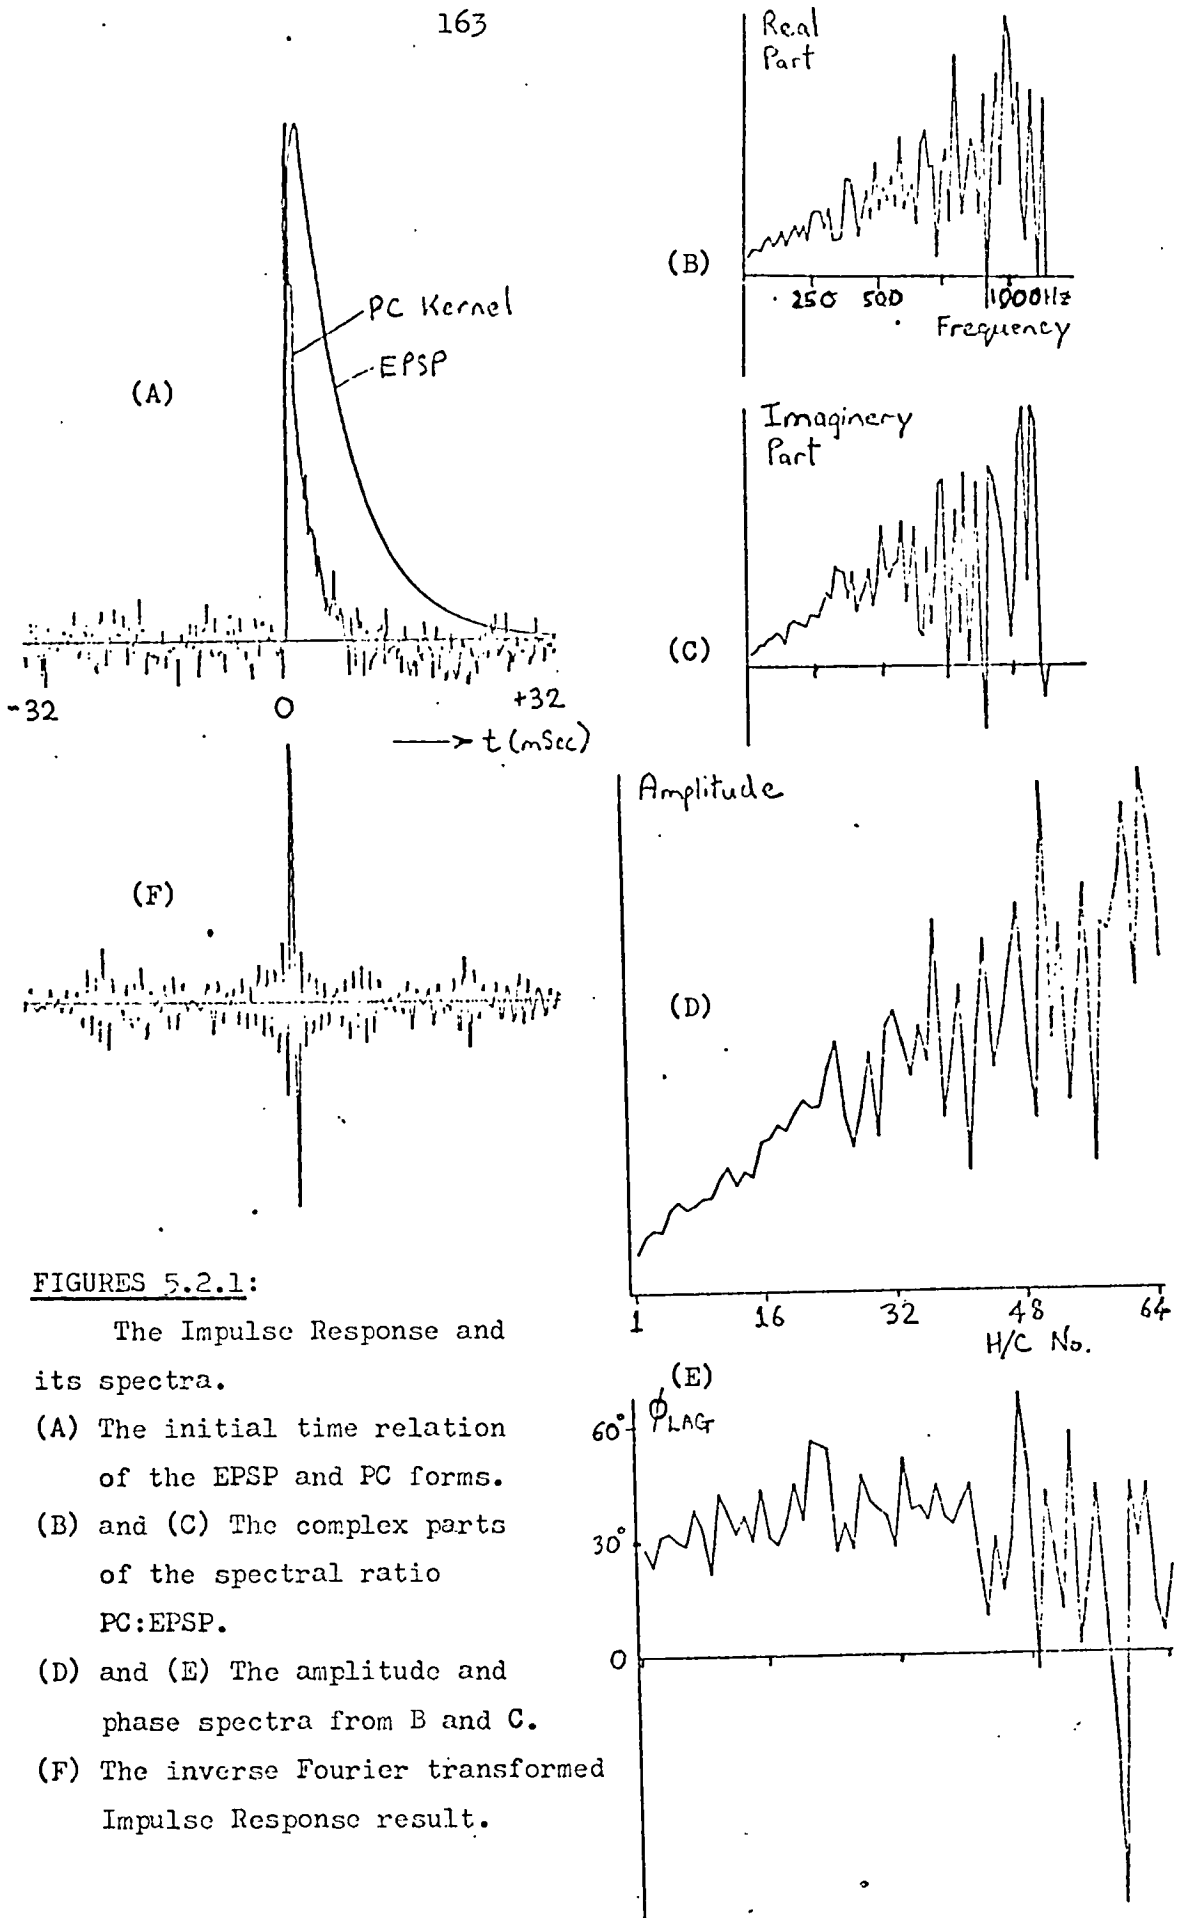 163
(A)
PC Kernel
EPSP
-32
0
+32
t (mSec)
Real
Part
(B)
250
500
1000Hz
Frequency
Imaginery
Part
(C)
(F)
Amplitude
(D)
1
16
32
48
64
H/C No.
(E)
ϕLAG
60°
30°
0
FIGURES 5.2.1:
The Impulse Response and
its spectra.
(A) The initial time relation
of the EPSP and PC forms.
(B) and (C) The complex parts
of the spectral ratio
PC:EPSP.
(D) and (E) The amplitude and
phase spectra from B and C.
(F) The inverse Fourier transformed
Impulse Response result.